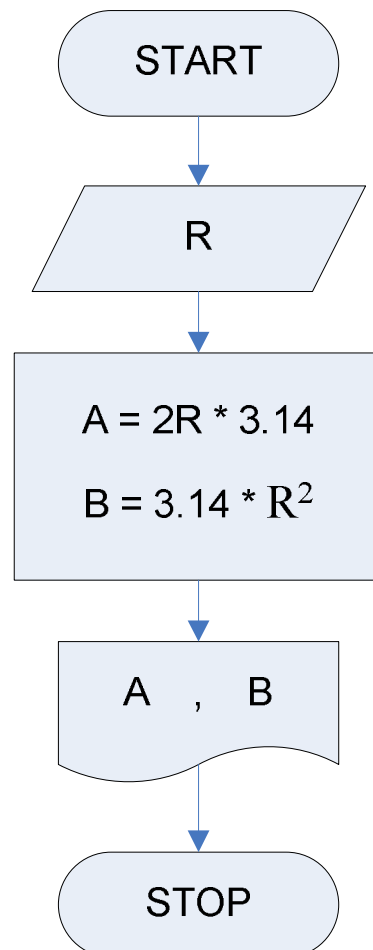 START
R
A = 2R * 3.14
B = 3.14 * R²
A , B
STOP